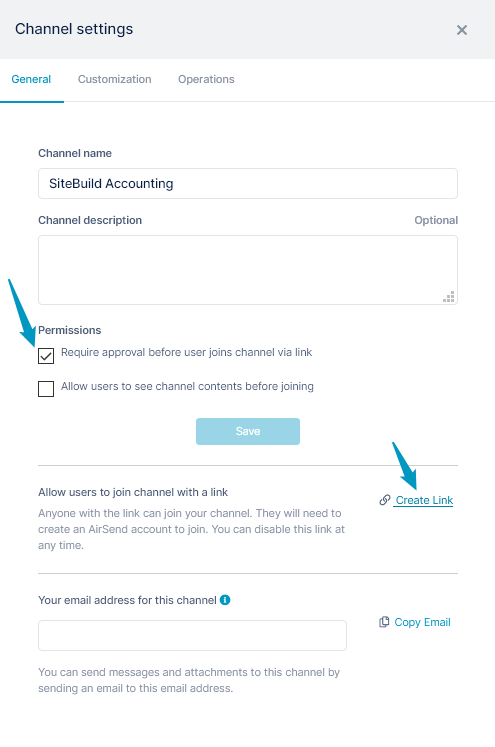 Channel settings
General Customization Operations
Channel name
SiteBuild Accounting
Channel description Optional
Permissions
Require approval before user joins channel via link
Allow users to see channel contents before joining
Save
Allow users to join channel with a link
Create Link
Anyone with the link can join your channel. They will need to
create an AirSend account to join. You can disable this link at
any time.
Your email address for this channel
Copy Email
You can send messages and attachments to this channel by
sending an email to this email address.